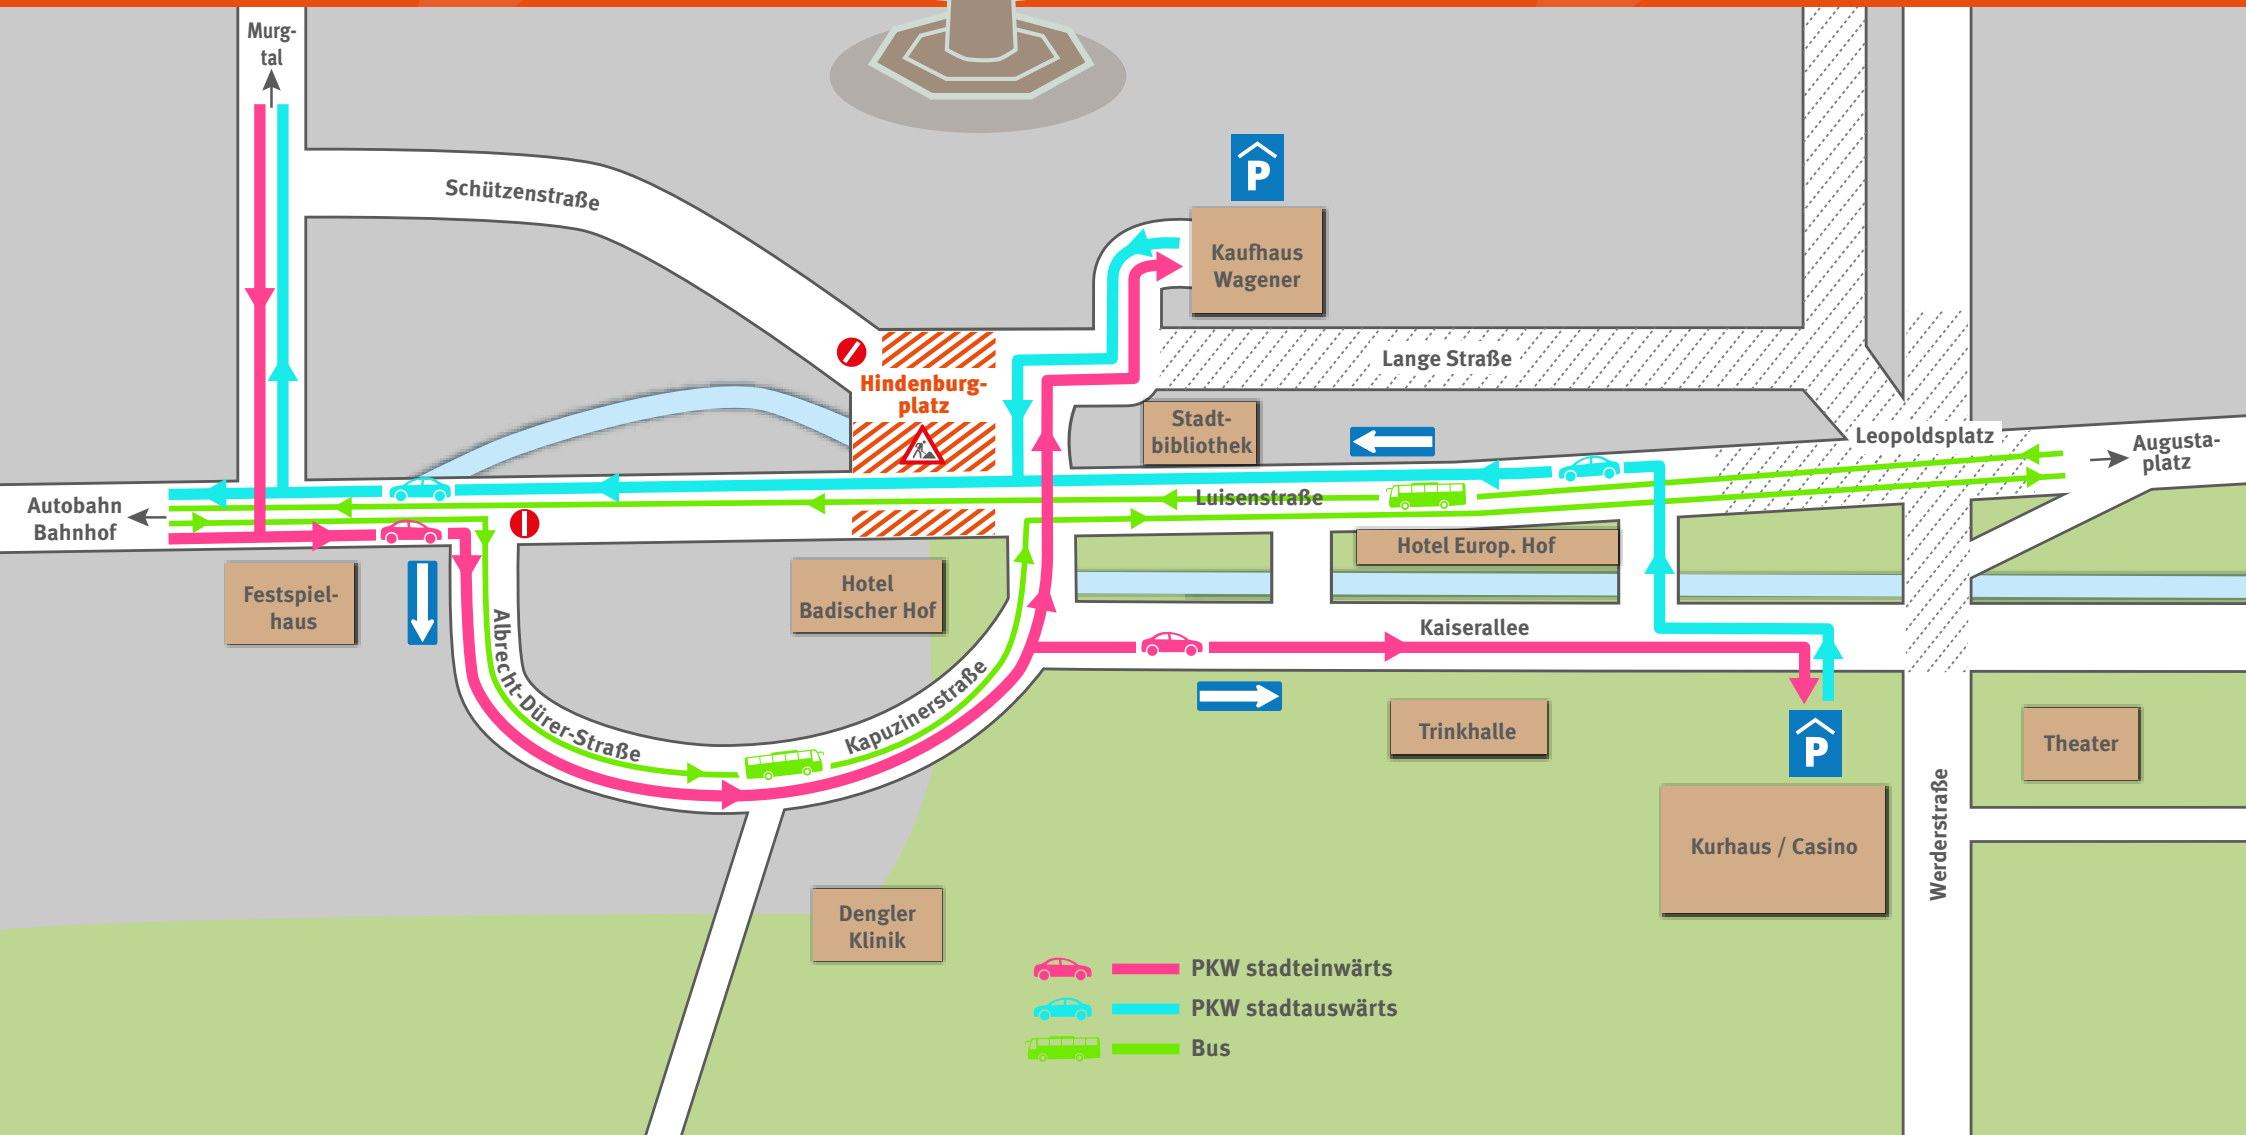 Murg-
tal
Schützenstraße
P
Kaufhaus
Wagener
Lange Straße
Hindenburg-
platz
Stadt-
bibliothek
Leopoldsplatz
Augusta-
platz
Autobahn
Bahnhof
Luisenstraße
Hotel Europ. Hof
Festspiel-
haus
Hotel
Badischer Hof
Albrecht-Dürer-Straße
Kapuzinerstraße
Kaiserallee
Trinkhalle
P
Theater
Kurhaus / Casino
Werderstraße
Dengler
Klinik
PKW stadteinwärts
PKW stadtauswärts
Bus